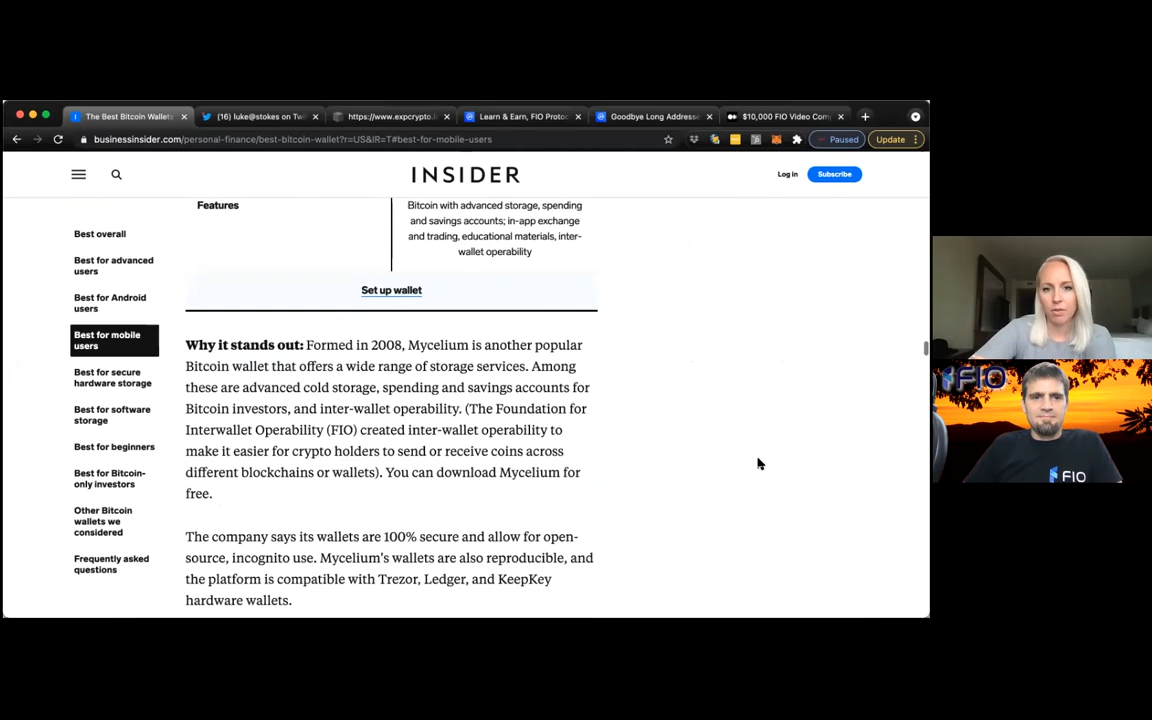 The Best Bitcoin Wallets
(16) luke@stokes on Twi
https://www.expcrypto.i
Learn & Earn, FIO Protoc
Goodbye Long Addresse
$10,000 FIO Video Com
businessinsider.com/personal-finance/best-bitcoin-wallet?r=US&IR=T#best-for-mobile-users
Paused
Update
INSIDER
Log in
Subscribe
Best overall
Best for advanced
users
Best for Android
users
Best for mobile
users
Best for secure
hardware storage
Best for software
storage
Best for beginners
Best for Bitcoin-
only investors
Other Bitcoin
wallets we
considered
Frequently asked
questions
Features
Bitcoin with advanced storage, spending
and savings accounts; in-app exchange
and trading, educational materials, inter-
wallet operability
Set up wallet
Why it stands out: Formed in 2008, Mycelium is another popular
Bitcoin wallet that offers a wide range of storage services. Among
these are advanced cold storage, spending and savings accounts for
Bitcoin investors, and inter-wallet operability. (The Foundation for
Interwallet Operability (FIO) created inter-wallet operability to
make it easier for crypto holders to send or receive coins across
different blockchains or wallets). You can download Mycelium for
free.
The company says its wallets are 100% secure and allow for open-
source, incognito use. Mycelium's wallets are also reproducible, and
the platform is compatible with Trezor, Ledger, and KeepKey
hardware wallets.
FIO
FIO